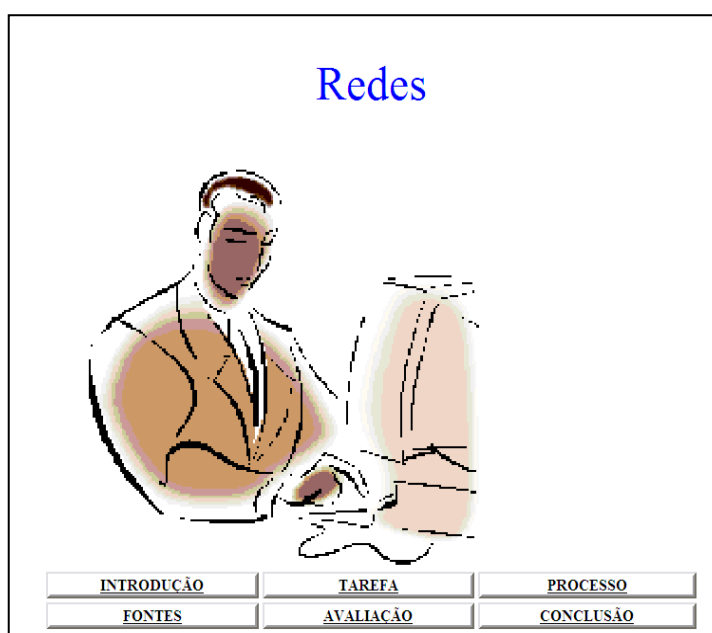 Redes
INTRODUÇÃO TAREFA PROCESSO
FONTES AVALIAÇÃO CONCLUSÃO